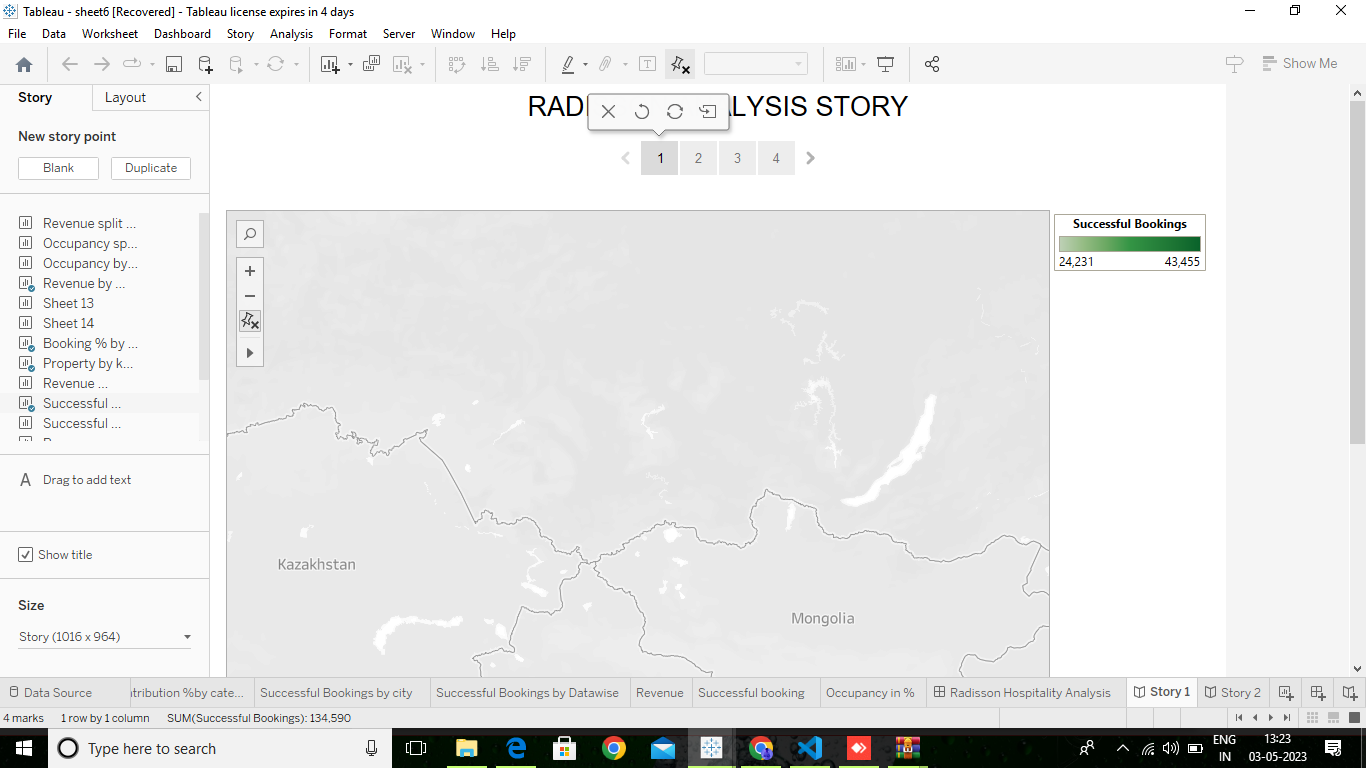 Tableau - sheet6 [Recovered] - Tableau license expires in 4 days
File Data Worksheet Dashboard Story Analysis Format Server Window Help
Show Me
Story Layout
New story point
Blank Duplicate
Revenue split ...
Occupancy sp...
Occupancy by...
Revenue by ...
Sheet 13
Sheet 14
Booking % by ...
Property by k...
Revenue ...
Successful ...
Successful ...
A Drag to add text
Show title
Size
Story (1016 x 964)
RAD ALYSIS STORY
1 2 3 4
Successful Bookings
24,231 43,455
Kazakhstan
Mongolia
Data Source tribution %by cate... Successful Bookings by city Successful Bookings by Datawise Revenue Successful booking Occupancy in % Radisson Hospitality Analysis Story 1 Story 2
4 marks 1 row by 1 column SUM(Successful Bookings): 134,590
Type here to search
ENG 13:23
IN 03-05-2023